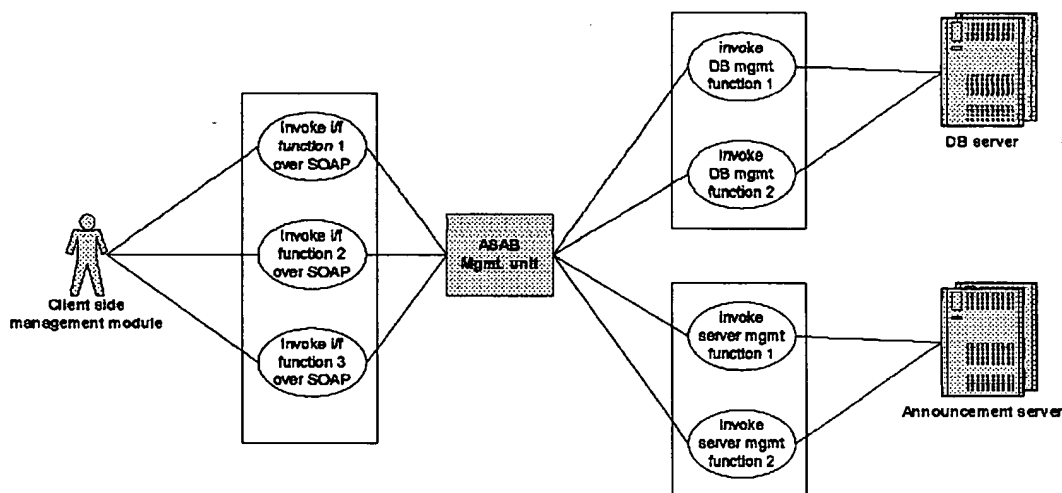 Invoke i/f
function 1
over SOAP
Invoke i/f
function 2
over SOAP
Invoke i/f
function 3
over SOAP
Client side
management module
ASAB
Mgmt. unit
invoke
DB mgmt
function 1
invoke
DB mgmt
function 2
DB server
invoke
server mgmt
function 1
invoke
server mgmt
function 2
Announcement server